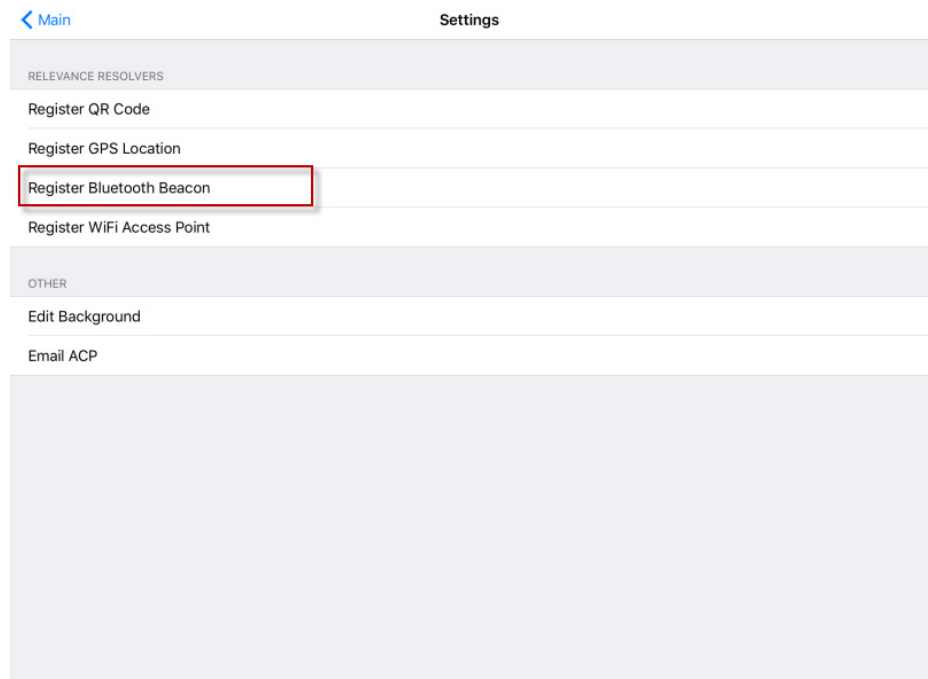 Main
Settings
RELEVANCE RESOLVERS
Register QR Code
Register GPS Location
Register Bluetooth Beacon
Register WiFi Access Point
OTHER
Edit Background
Email ACP